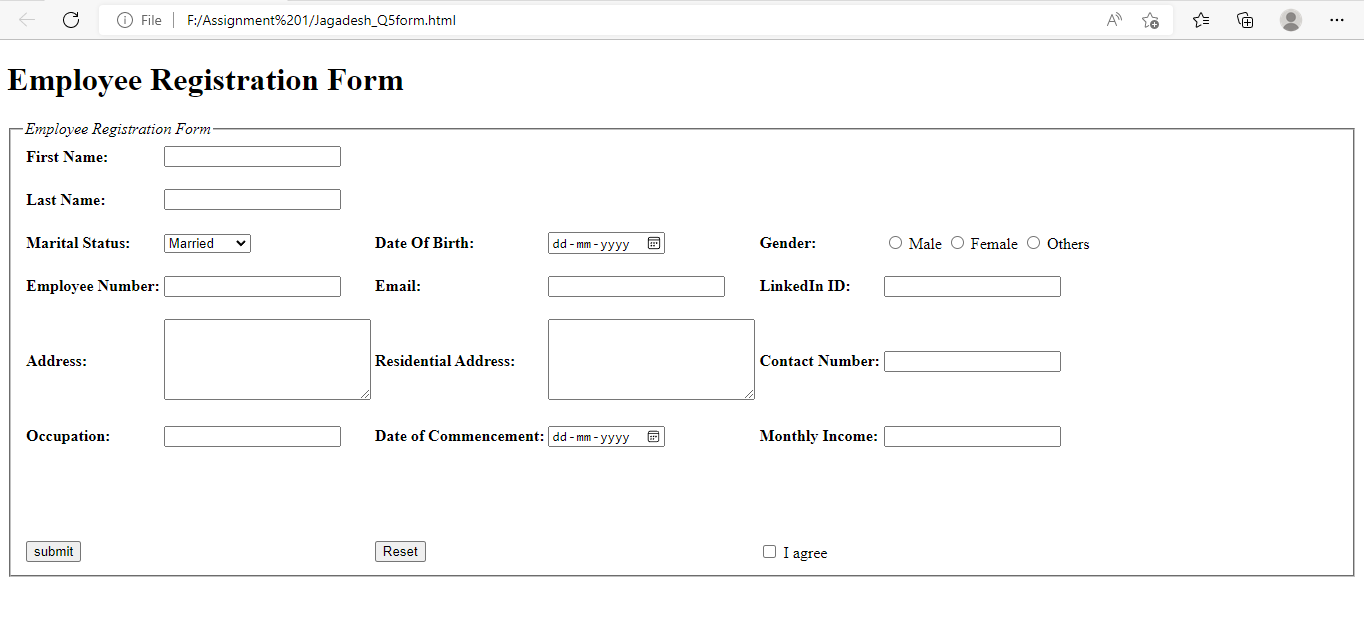 File F:/Assignment%201/Jagadesh_Q5form.html A
Employee Registration Form
Employee Registration Form
First Name:
Last Name:
Marital Status: Married Date Of Birth: dd-mm-yyyy Gender: Male Female Others
Employee Number: Email: LinkedIn ID:
Address: Residential Address: Contact Number:
Occupation: Date of Commencement: dd-mm-yyyy Monthly Income:
submit Reset I agree